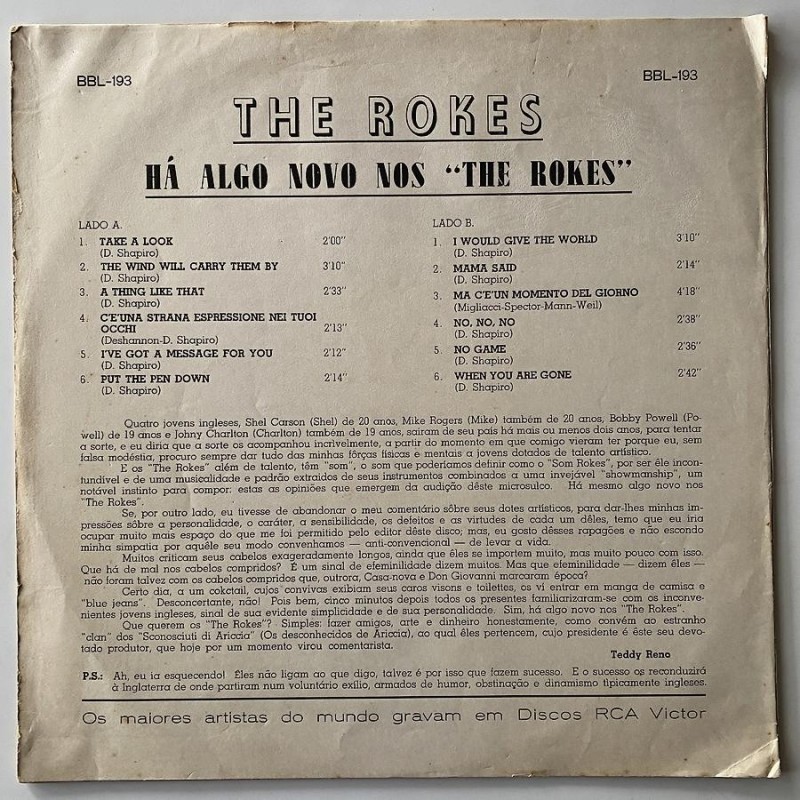 BBL-193 BBL-193
THE ROKES
HÁ ALGO NOVO NOS “THE ROKES”
LADO A.
1. TAKE A LOOK 2'00"
(D. Shapiro)
2. THE WIND WILL CARRY THEM BY 3'10"
(D. Shapiro)
3. A THING LIKE THAT 2'33"
(D. Shapiro)
4. C'E'UNA STRANA ESPRESSIONE NEI TUOI
OCCHI 2'13"
(Deshannon-D. Shapiro)
5. I'VE GOT A MESSAGE FOR YOU 2'12"
(D. Shapiro)
6. PUT THE PEN DOWN 2'14"
(D. Shapiro)
LADO B.
1. I WOULD GIVE THE WORLD 3'10"
(D. Shapiro)
2. MAMA SAID 2'14"
(D. Shapiro)
3. MA C'E'UN MOMENTO DEL GIORNO 4'18"
(Migliacci-Spector-Mann-Weil)
4. NO, NO, NO 2'38"
(D. Shapiro)
5. NO GAME 2'36"
(D. Shapiro)
6. WHEN YOU ARE GONE 2'42"
(D. Shapiro)
Quatro jovens ingleses, Shel Carson (Shel) de 20 anos, Mike Rogers (Mike) também de 20 anos, Bobby Powell (Po-
well) de 19 anos e Johny Charlton (Charlton) também de 19 anos, sairam de seu país há mais ou menos dois anos, para tentar
a sorte, e eu diria que a sorte os acompanhou incrìvelmente, a partir do momento em que comigo vieram ter porque eu, sem
falsa modéstia, procuro sempre dar tudo das minhas fôrças físicas e mentais a jovens dotados de talento artístico.
E os "The Rokes" além de talento, têm "som", o som que poderíamos definir como o "Som Rokes", por ser êle incon-
fundível e de uma musicalidade e padrão extraidos de seus instrumentos combinados a uma invejável "showmanship", um
notável instinto para compor: estas as opiniões que emergem da audição dêste microsulco. Há mesmo algo novo nos
"The Rokes".
Se, por outro lado, eu tivesse de abandonar o meu comentário sôbre seus dotes artísticos, para dar-lhes minhas im-
pressões sôbre a personalidade, o caráter, a sensibilidade, os defeitos e as virtudes de cada um dêles, temo que eu iria
ocupar muito mais espaço do que me foi permitido pelo editor dêste disco; mas, eu gosto dêsses rapagões e não escondo
minha simpatia por aquêle seu modo convenhamos — anti-convencional — de levar a vida.
Muitos criticam seus cabelos exageradamente longos, ainda que êles se importem muito, mas muito pouco com isso.
Que há de mal nos cabelos compridos? É um sinal de efeminilidade dizem muitos. Mas que efeminilidade — dizem êles —
não foram talvez com os cabelos compridos que, outrora, Casa-nova e Don Giovanni marcaram época?
Certo dia, a um cokctail, cujos convivas exibiam seus caros visons e toilettos, os vi entrar em manga de camisa e
"blue jeans". Desconcertante, não! Pois bem, cinco minutos depois todos os presentes familiarizaram-se com os inconve-
nientes jovens ingleses, sinal de sua evidente simplicidade e de sua personalidade. Sim, há algo novo nos "The Rokes".
Que querem os "The Rokes"? Simples: fazer amigos, arte e dinheiro honestamente, como convém ao estranho
"clan" dos "Sconosciuti di Ariccia" (Os desconhecidos de Ariccia), ao qual êles pertencem, cujo presidente é êste seu devo-
tado produtor, que hoje por um momento virou comentarista.
Teddy Reno
P.S.: Ah, eu ia esquecendo! Êles não ligam ao que digo, talvez é por isso que fazem sucesso. E o sucesso os reconduzirá
à Inglaterra de onde partiram num voluntário exílio, armados de humor, obstinação e dinamismo tìpicamente ingleses.
Os maiores artistas do mundo gravam em Discos RCA Victor